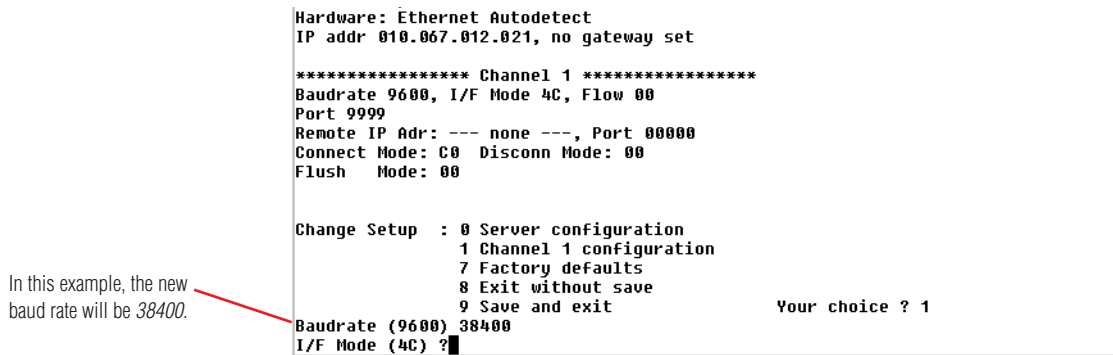 Hardware: Ethernet Autodetect
IP addr 010.067.012.021, no gateway set
***************** Channel 1 *****************
Baudrate 9600, I/F Mode 4C, Flow 00
Port 9999
Remote IP Adr: --- none ---, Port 00000
Connect Mode: C0 Disconn Mode: 00
Flush Mode: 00
Change Setup : 0 Server configuration
1 Channel 1 configuration
7 Factory defaults
8 Exit without save
9 Save and exit Your choice ? 1
In this example, the new
baud rate will be 38400.
Baudrate (9600) 38400
I/F Mode (4C) ?